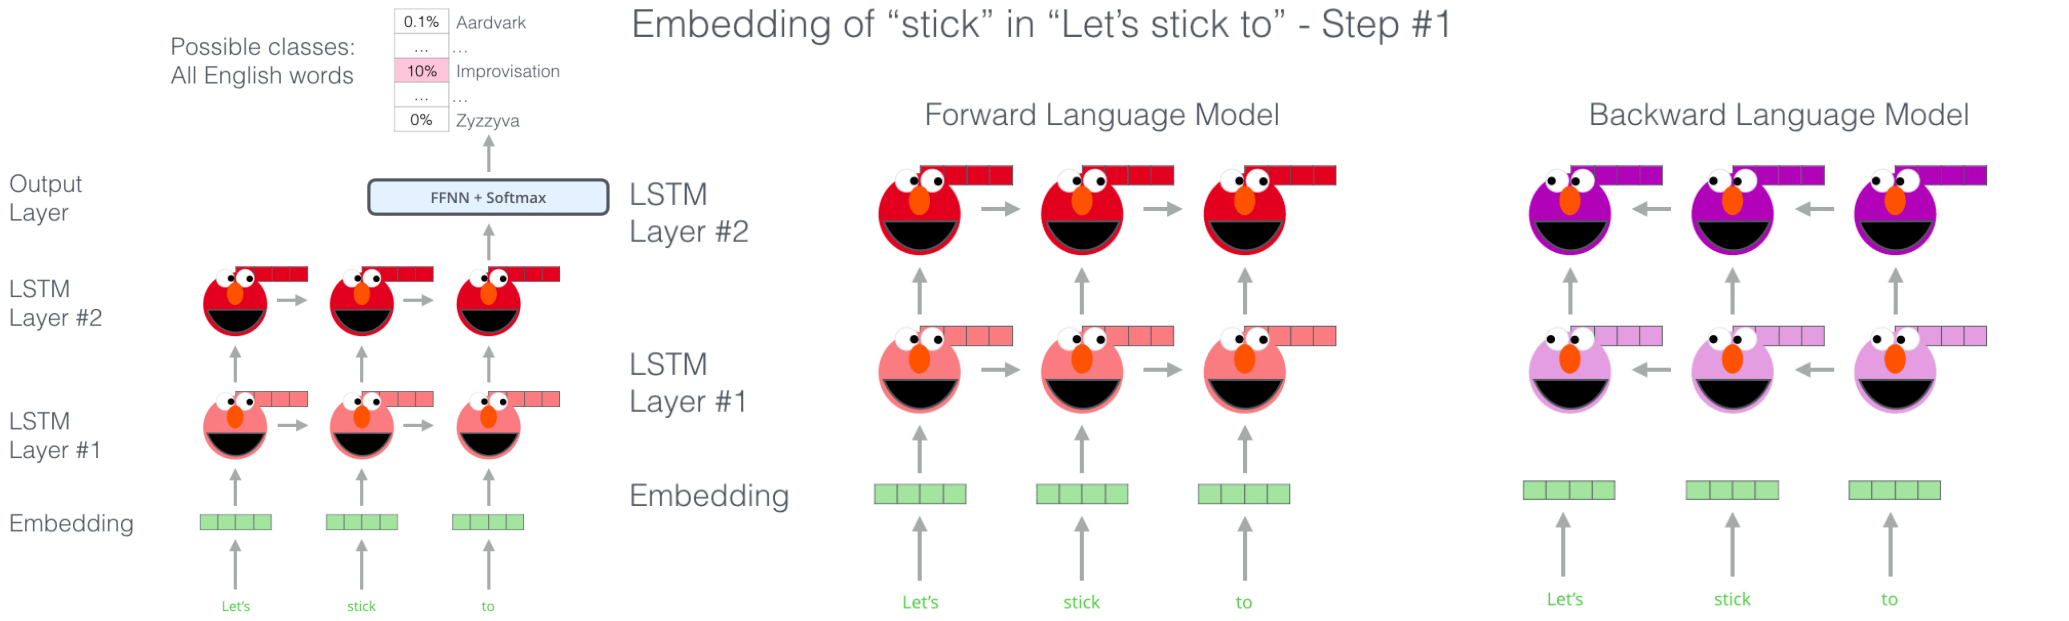 Possible classes:
All English words
0.1% Aardvark
... ...
10% Improvisation
... ...
0% Zyzzyva
Output
Layer
FFNN + Softmax
LSTM
Layer #2
LSTM
Layer #1
Embedding
Let's stick to
Embedding of “stick” in “Let’s stick to” - Step #1
Forward Language Model
Backward Language Model
LSTM
Layer #2
LSTM
Layer #1
Embedding
Let's stick to
Let's stick to